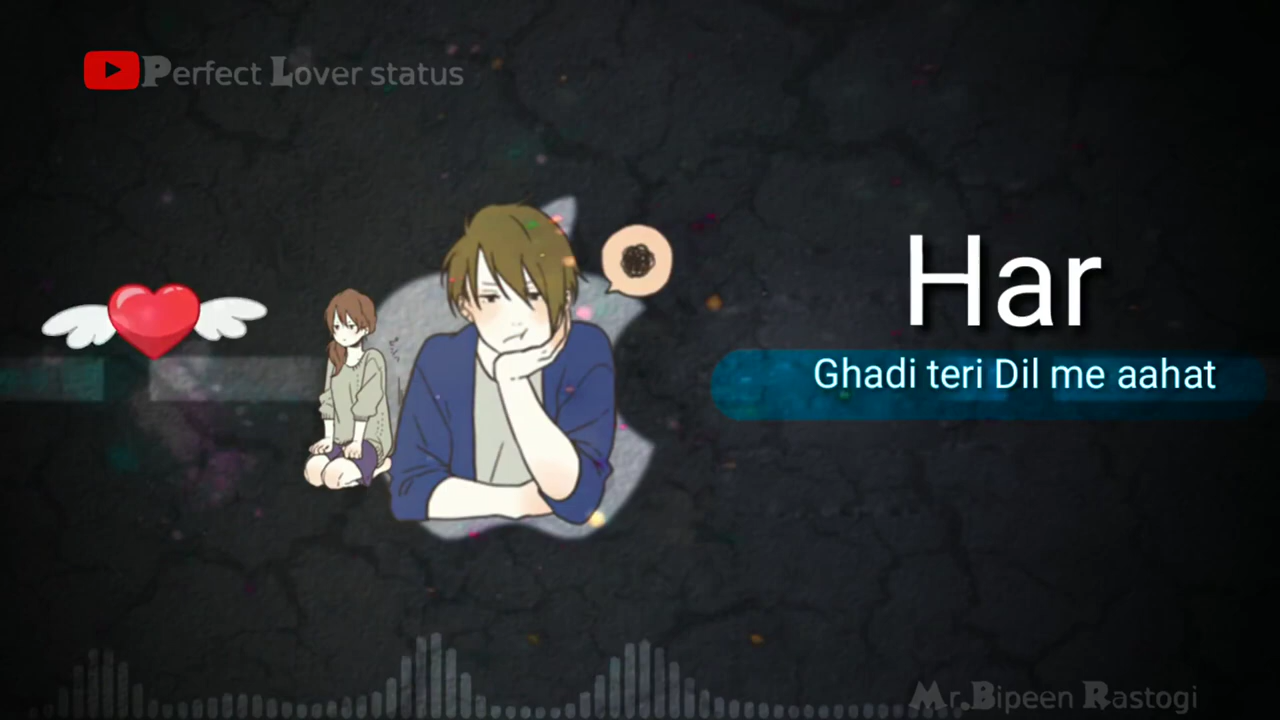 Perfect Lover status
Har
Ghadi teri Dil me aahat
Mr.Bipeen Rastogi